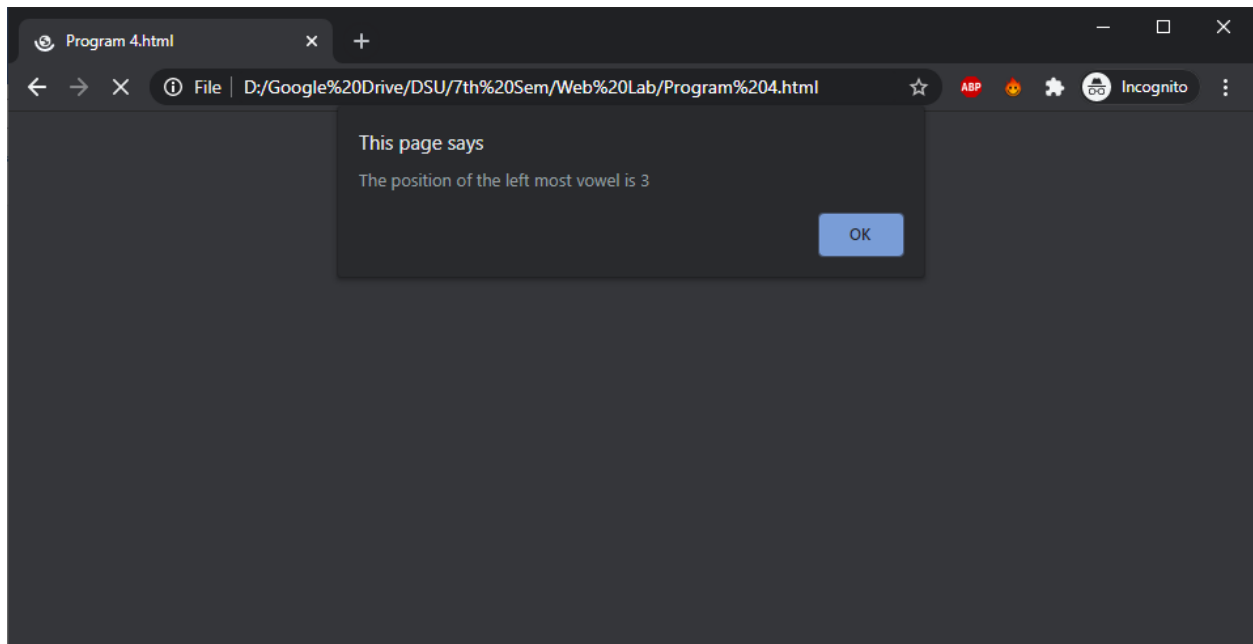 Program 4.html
File D:/Google%20Drive/DSU/7th%20Sem/Web%20Lab/Program%204.html ABP Incognito
This page says
The position of the left most vowel is 3
OK